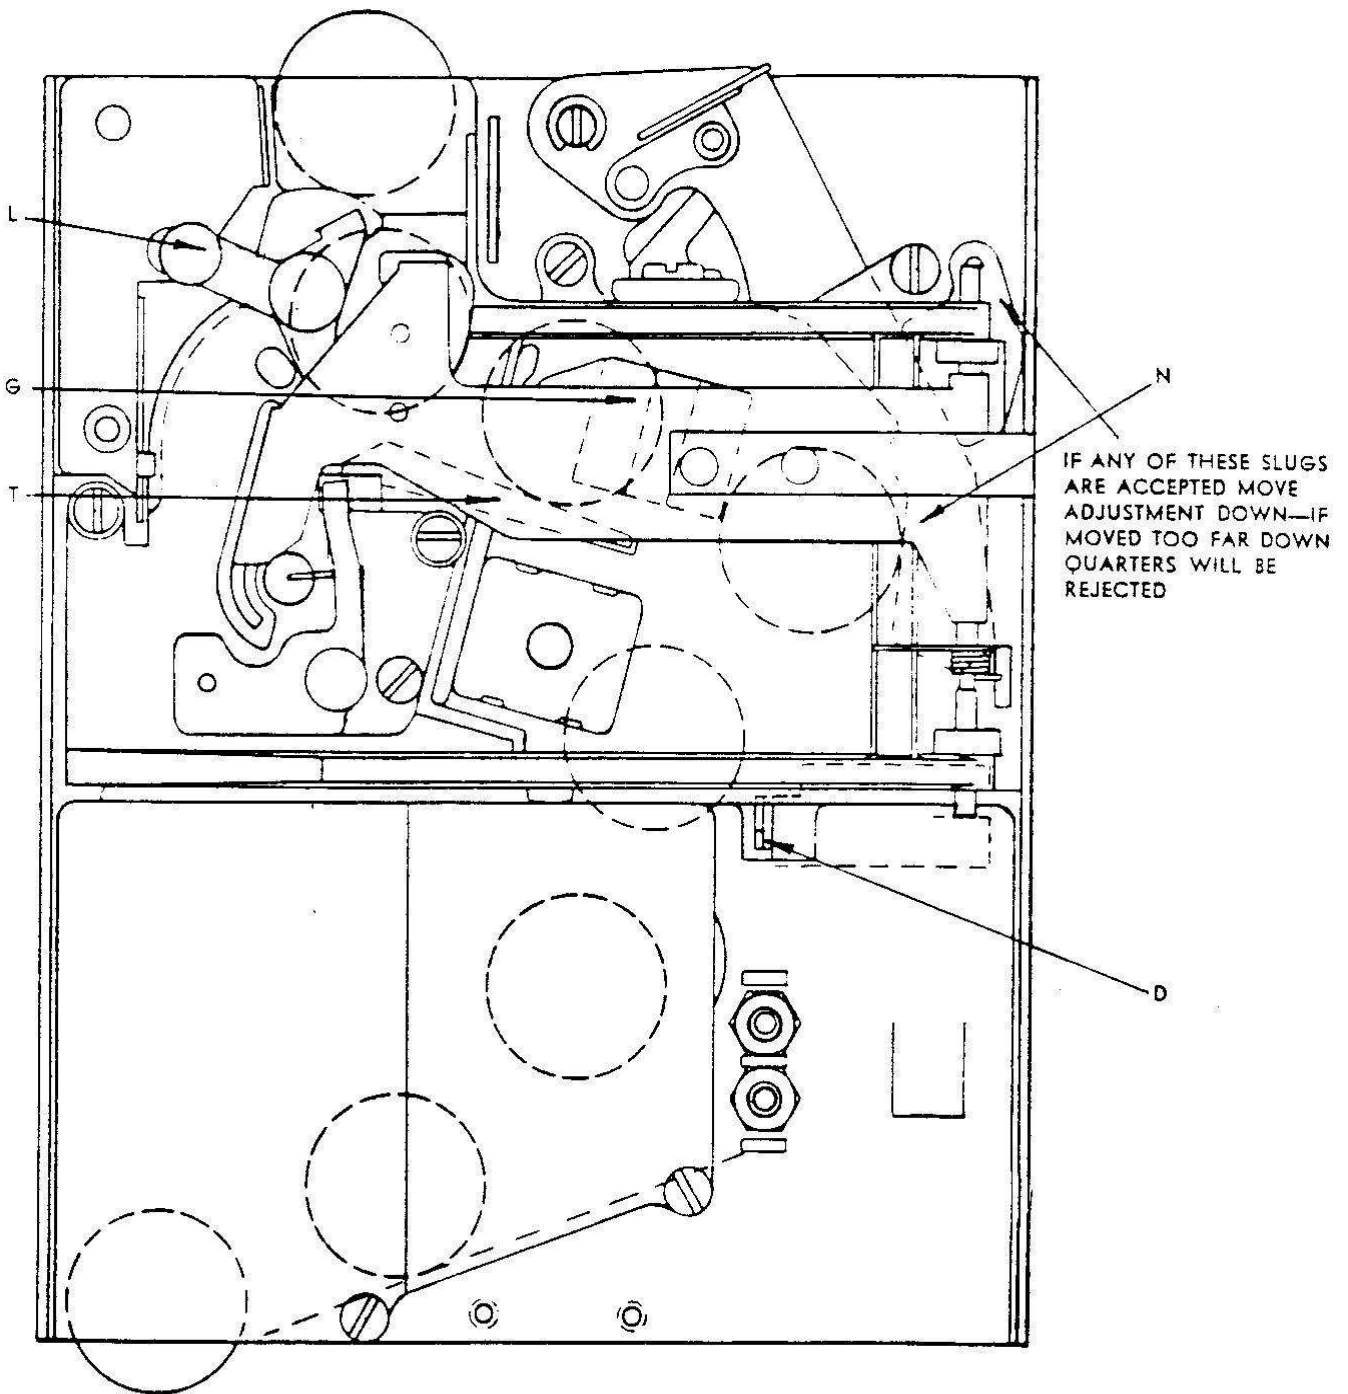 L
G
N
T
IF ANY OF THESE SLUGS
ARE ACCEPTED MOVE
ADJUSTMENT DOWN—IF
MOVED TOO FAR DOWN
QUARTERS WILL BE
REJECTED
D